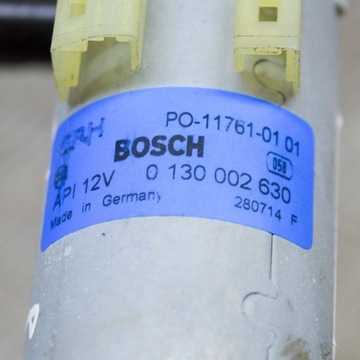 PO-11761-01 01
BOSCH
058
API 12V 0 130 002 630
Made in Germany 280714 F